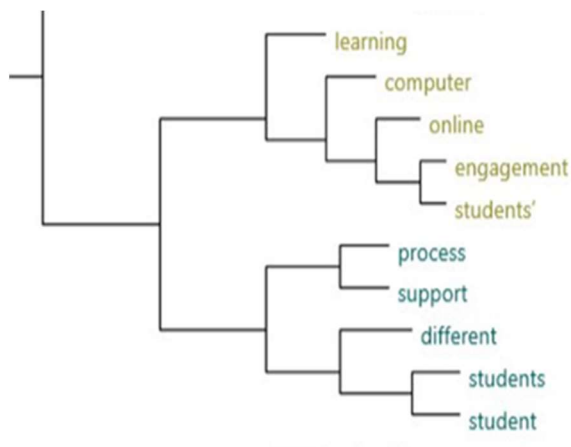 learning
computer
online
engagement
students'
process
support
different
students
student